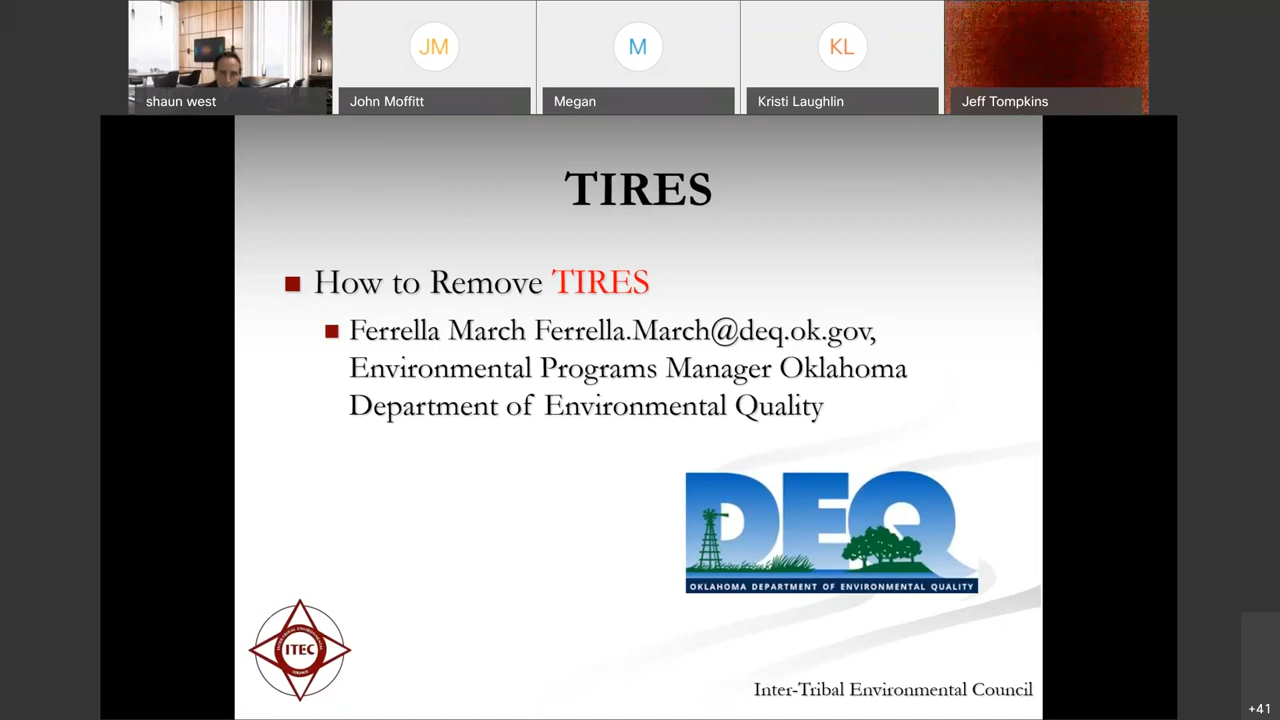 JM
M
KL
shaun west
John Moffitt
Megan
Kristi Laughlin
Jeff Tompkins
TIRES
How to Remove TIRES
Ferrella March Ferrella.March@deq.ok.gov,
Environmental Programs Manager Oklahoma
Department of Environmental Quality
DEQ
OKLAHOMA DEPARTMENT OF ENVIRONMENTAL QUALITY
ITEC
Inter-Tribal Environmental Council
+41